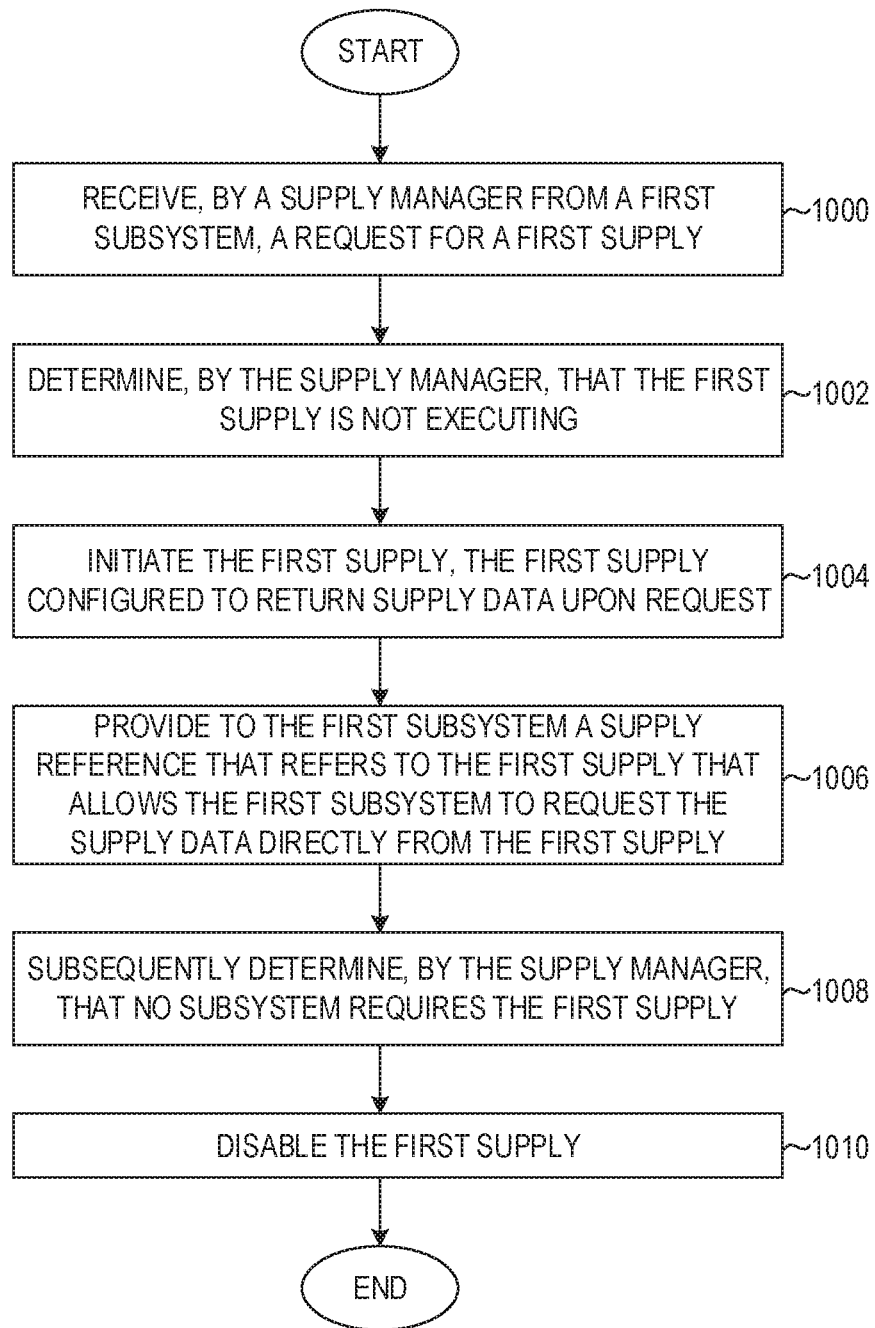 START
RECEIVE, BY A SUPPLY MANAGER FROM A FIRST
SUBSYSTEM, A REQUEST FOR A FIRST SUPPLY
~1000
DETERMINE, BY THE SUPPLY MANAGER, THAT THE FIRST
SUPPLY IS NOT EXECUTING
~1002
INITIATE THE FIRST SUPPLY, THE FIRST SUPPLY
CONFIGURED TO RETURN SUPPLY DATA UPON REQUEST
~1004
PROVIDE TO THE FIRST SUBSYSTEM A SUPPLY
REFERENCE THAT REFERS TO THE FIRST SUPPLY THAT
ALLOWS THE FIRST SUBSYSTEM TO REQUEST THE
SUPPLY DATA DIRECTLY FROM THE FIRST SUPPLY
~1006
SUBSEQUENTLY DETERMINE, BY THE SUPPLY MANAGER,
THAT NO SUBSYSTEM REQUIRES THE FIRST SUPPLY
~1008
DISABLE THE FIRST SUPPLY
~1010
END